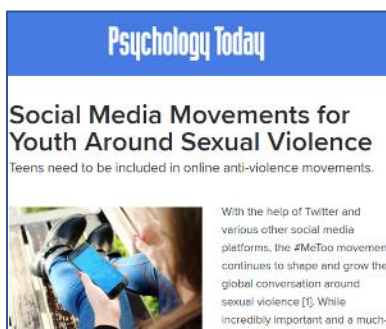 Psychology Today
Social Media Movements for
Youth Around Sexual Violence
Teens need to be included in online anti-violence movements.
With the help of Twitter and
various other social media
platforms, the #MeToo movemen
continues to shape and grow the
global conversation around
sexual violence [1]. While
incredibly important and a much-